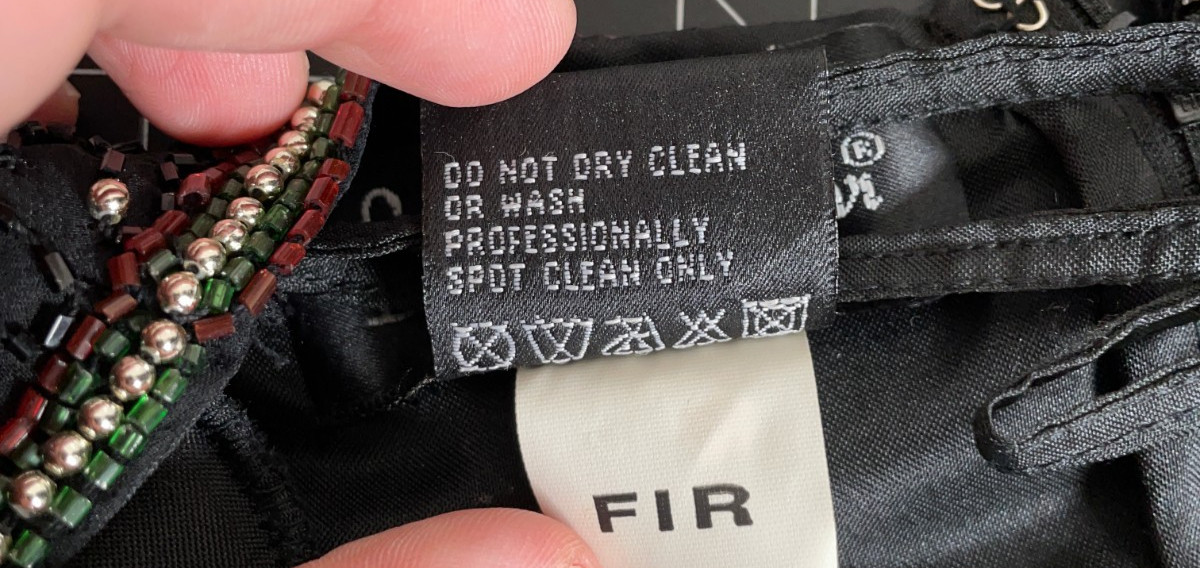 DO NOT DRY CLEAN
OR WASH
PROFESSIONALLY
SPOT CLEAN ONLY
®
FIR